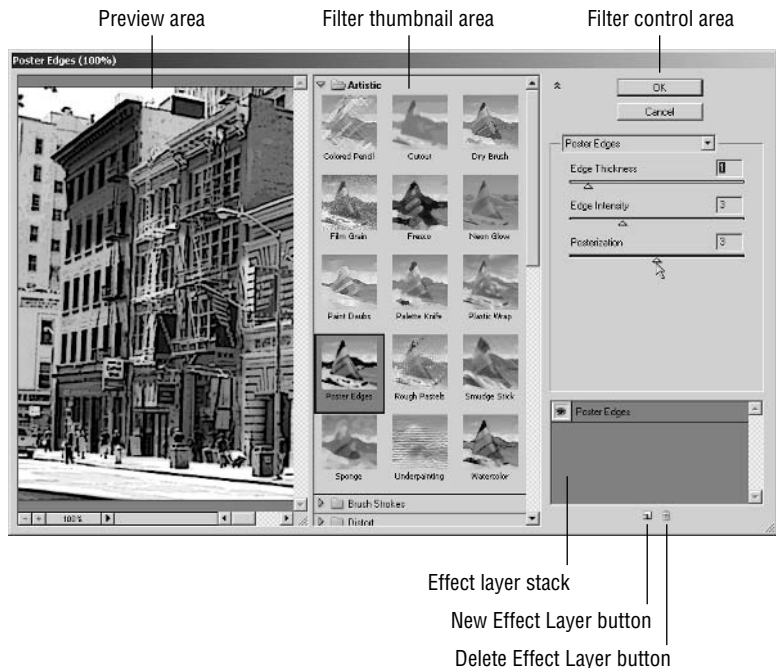 Preview area
Filter thumbnail area
Filter control area
Poster Edges (100%)
Artistic
Colored Pencil
Cutout
Dry Brush
Film Grain
Fresco
Neon Glow
Paint Daubs
Palette Knife
Plastic Wrap
Poster Edges
Rough Pastels
Smudge Stick
Sponge
Underpainting
Watercolor
Brush Strokes
Distort
100%
OK
Cancel
Poster Edges
Edge Thickness 1
Edge Intensity 3
Posterization 3
Poster Edges
Effect layer stack
New Effect Layer button
Delete Effect Layer button